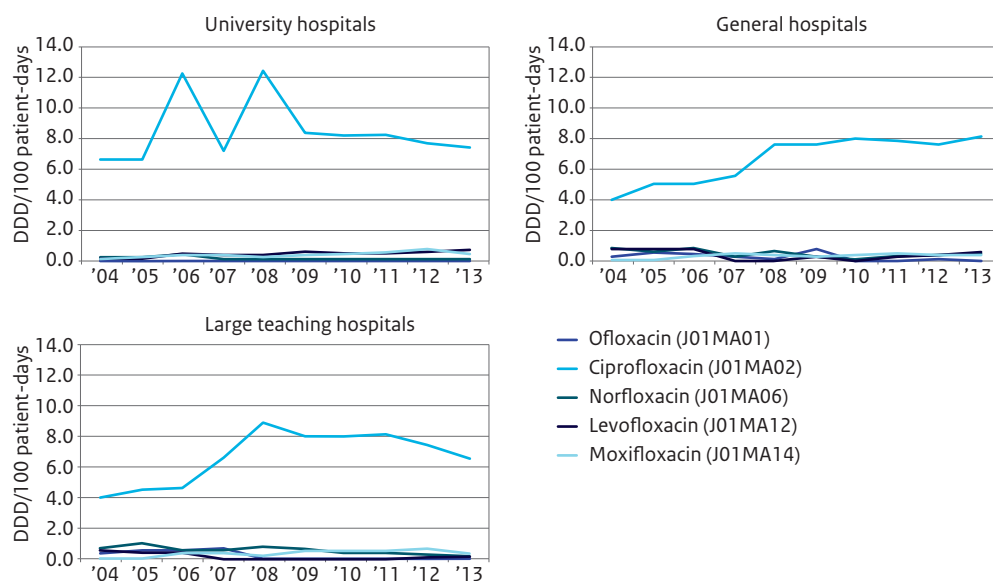 University hospitals
DDD/100 patient-days
14.0
12.0
10.0
8.0
6.0
4.0
2.0
0.0
’04 ’05 ’06 ’07 ’08 ’09 ’10 ’11 ’12 ’13
General hospitals
DDD/100 patient-days
14.0
12.0
10.0
8.0
6.0
4.0
2.0
0.0
’04 ’05 ’06 ’07 ’08 ’09 ’10 ’11 ’12 ’13
Large teaching hospitals
DDD/100 patient-days
14.0
12.0
10.0
8.0
6.0
4.0
2.0
0.0
’04 ’05 ’06 ’07 ’08 ’09 ’10 ’11 ’12 ’13
Ofloxacin (J01MA01)
Ciprofloxacin (J01MA02)
Norfloxacin (J01MA06)
Levofloxacin (J01MA12)
Moxifloxacin (J01MA14)